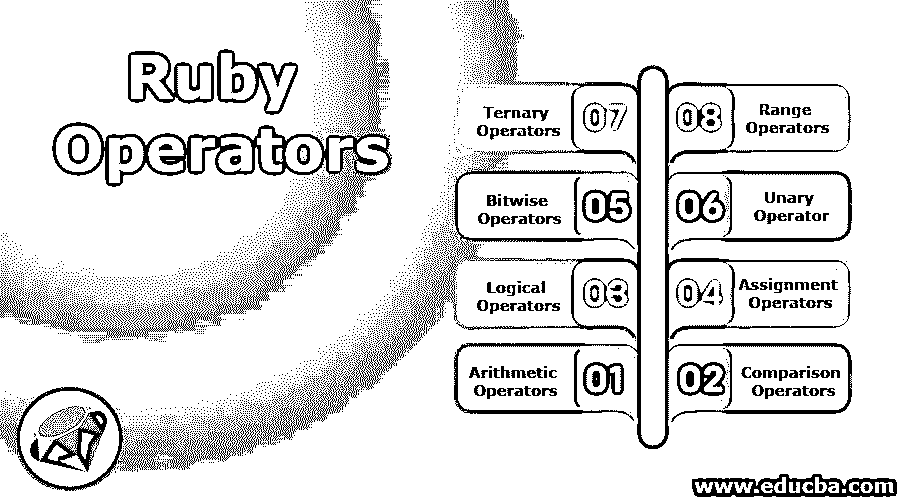 Ruby
Operators
Ternary
Operators
07
08
Range
Operators
Bitwise
Operators
05
06
Unary
Operator
Logical
Operators
03
04
Assignment
Operators
Arithmetic
Operators
01
02
Comparison
Operators
www.educba.com